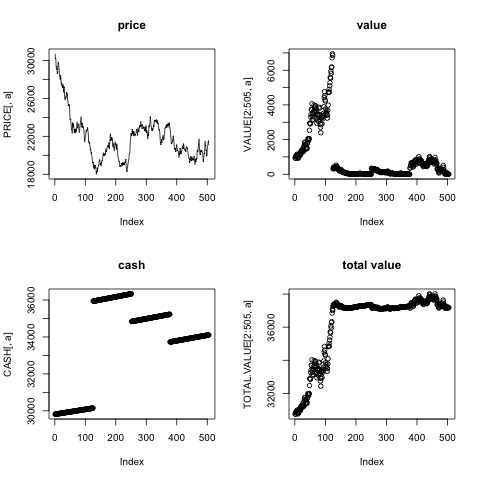 price
PRICE[, a]
18000 22000 26000 30000
0 100 200 300 400 500
Index
value
VALUE[2:505, a]
0 2000 4000 6000
0 100 200 300 400 500
Index
cash
CASH[, a]
30000 32000 34000 36000
0 100 200 300 400 500
Index
total value
TOTAL.VALUE[2:505, a]
32000 36000
0 100 200 300 400 500
Index